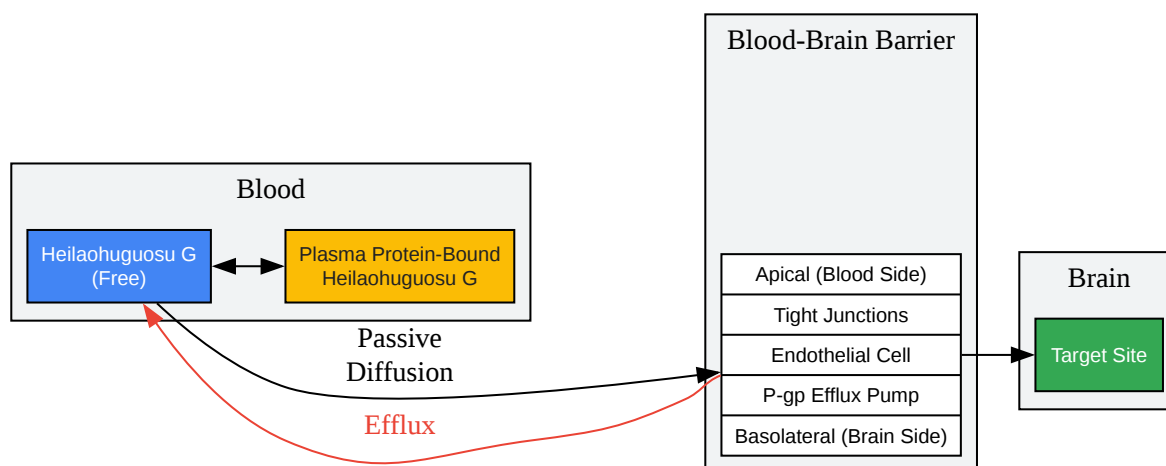 Blood
Heilaohuguosu G
(Free)
Plasma Protein-Bound
Heilaohuguosu G
Passive
Diffusion
Efflux
Blood-Brain Barrier
Apical (Blood Side)
Tight Junctions
Endothelial Cell
P-gp Efflux Pump
Basolateral (Brain Side)
Brain
Target Site